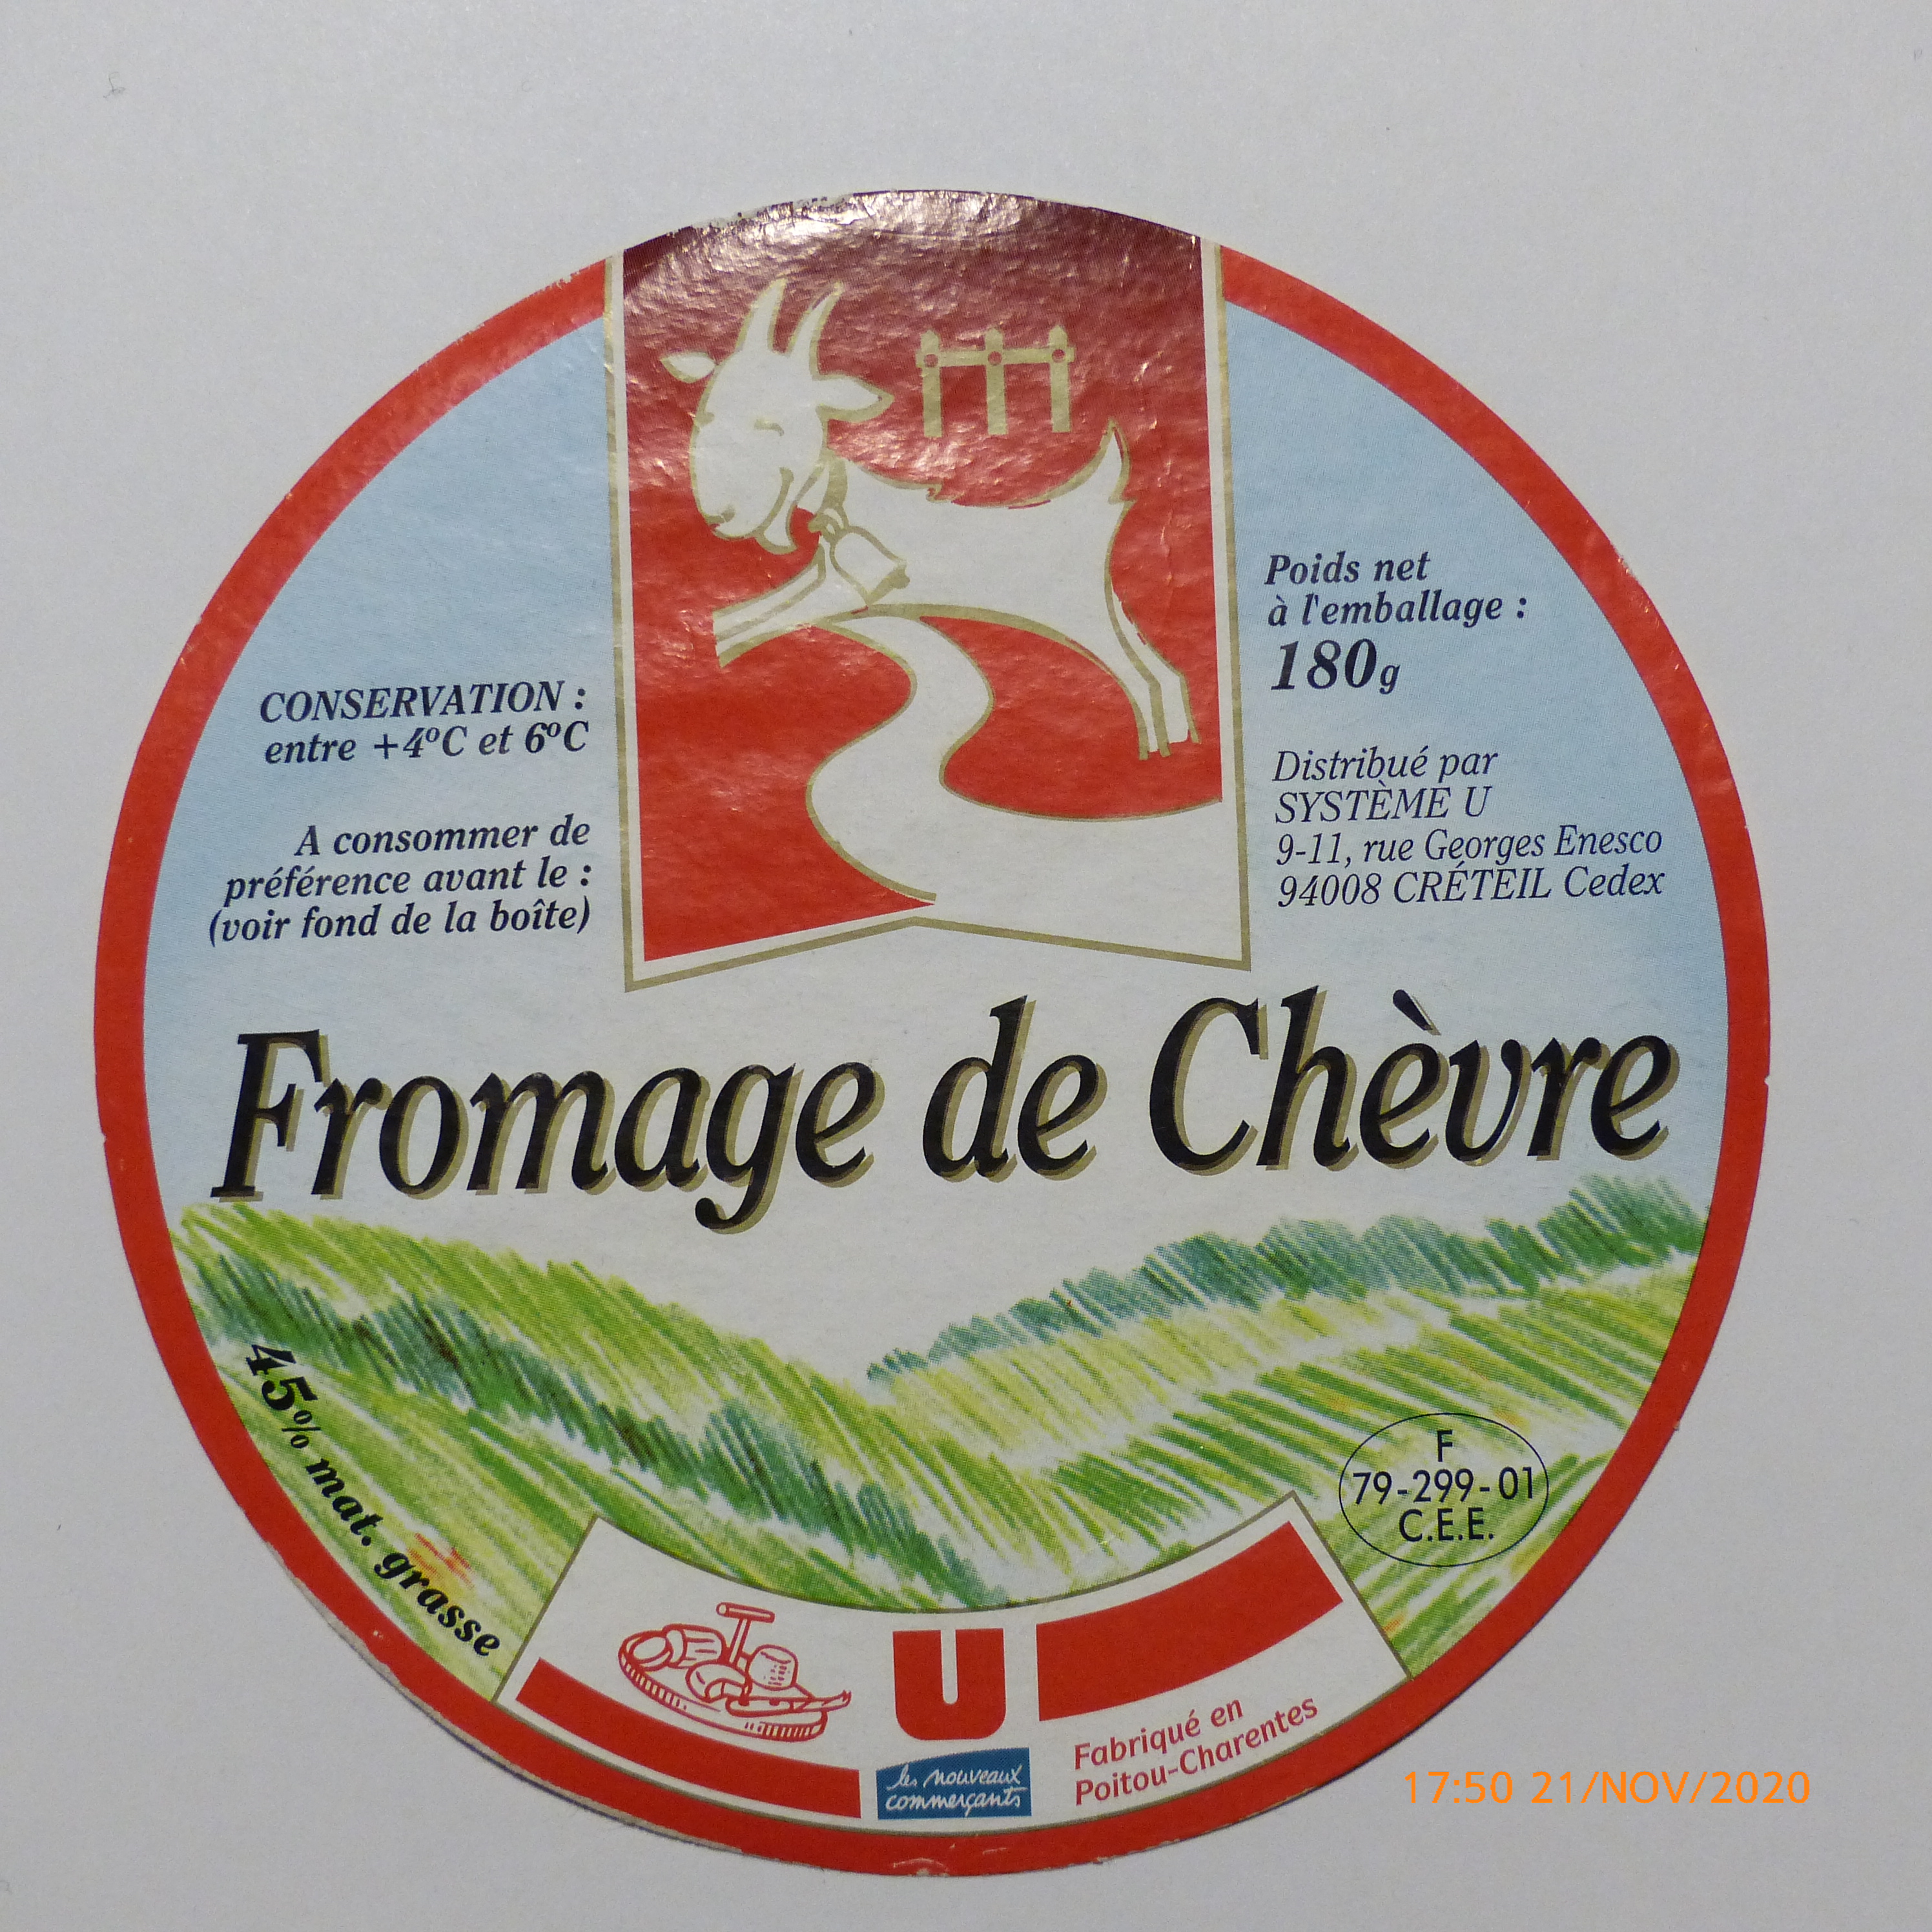 CONSERVATION :
entre +4°C et 6°C
A consommer de
préférence avant le :
(voir fond de la boîte)
Poids net
à l'emballage :
180g
Distribué par
SYSTÈME U
9-11, rue Georges Enesco
94008 CRÉTEIL Cedex
Fromage de Chèvre
45% mat. grasse
F
79-299-01
C.E.E.
U
les nouveaux
commerçants
Fabriqué en
Poitou-Charentes
17:50 21/NOV/2020